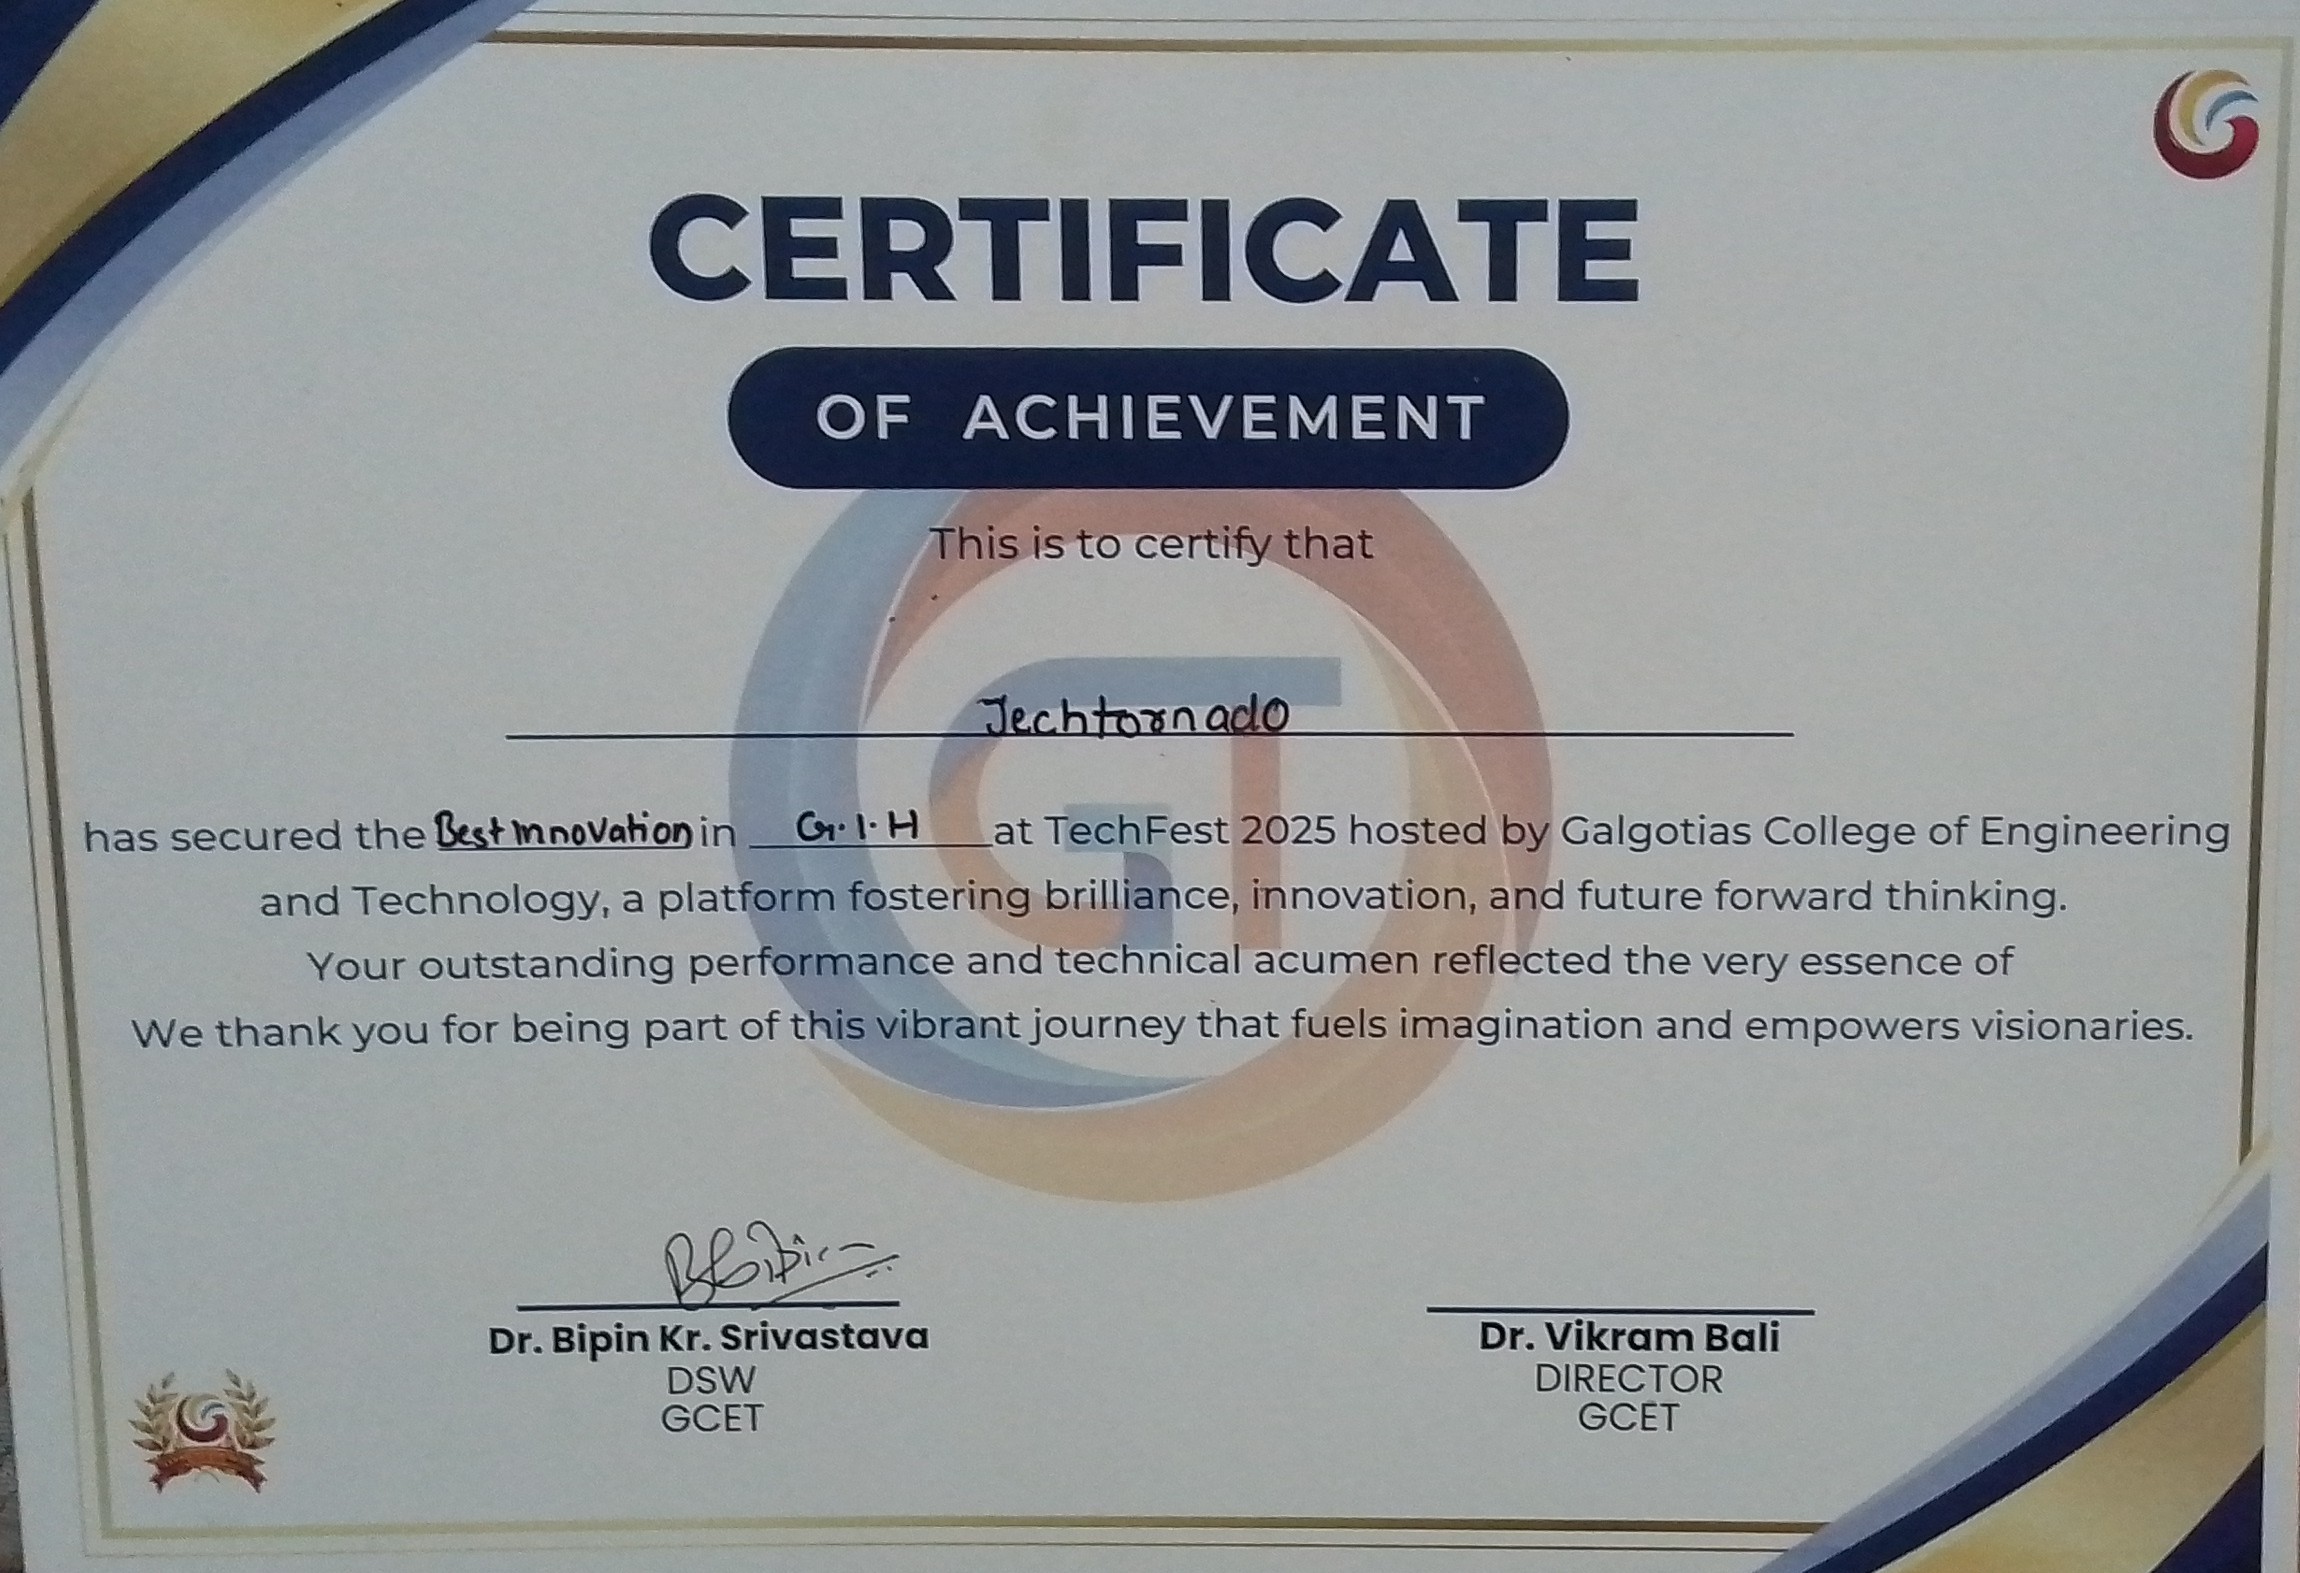 CERTIFICATE
OF ACHIEVEMENT
This is to certify that
Techtornado
has secured the Best Innovation in G.I.H at TechFest 2025 hosted by Galgotias College of Engineering
and Technology, a platform fostering brilliance, innovation, and future forward thinking.
Your outstanding performance and technical acumen reflected the very essence of
We thank you for being part of this vibrant journey that fuels imagination and empowers visionaries.
Dr. Bipin Kr. Srivastava
DSW
GCET
Dr. Vikram Bali
DIRECTOR
GCET